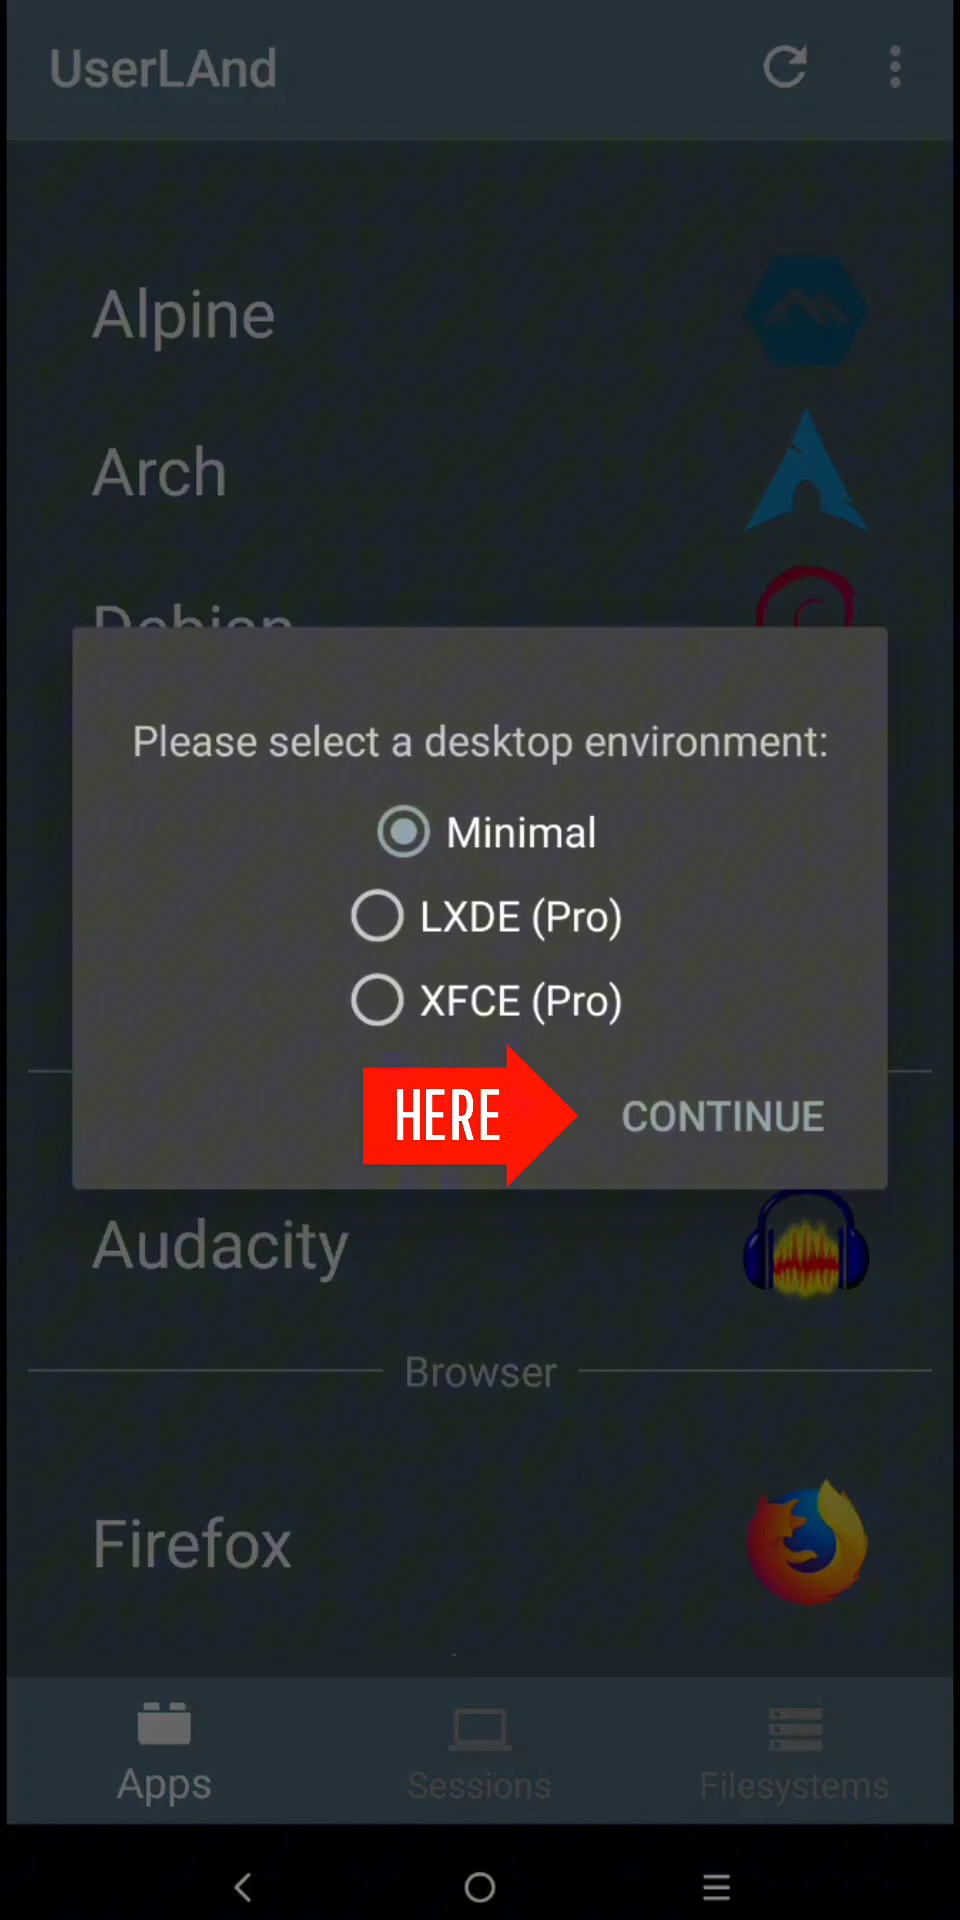 UserLAnd
Alpine
Arch
Debian
Please select a desktop environment:
Minimal
LXDE (Pro)
XFCE (Pro)
HERE
CONTINUE
Audacity
Browser
Firefox
Apps
Sessions
Filesystems